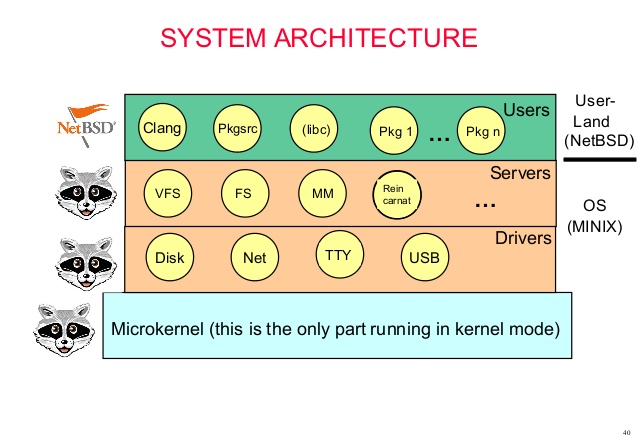 SYSTEM ARCHITECTURE
NetBSD
Clang
Pkgsrc
(libc)
Pkg 1
...
Pkg n
Users
User-
Land
(NetBSD)
VFS
FS
MM
Rein
carnat
...
Servers
OS
(MINIX)
Disk
Net
TTY
USB
Drivers
Microkernel (this is the only part running in kernel mode)
40